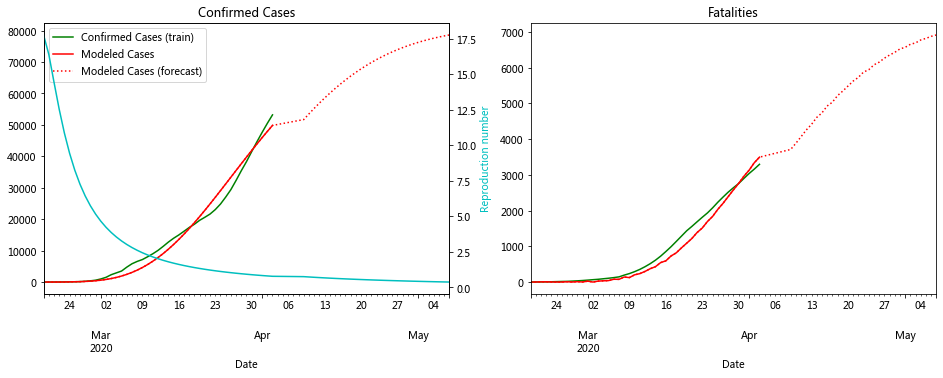 Confirmed Cases
80000
70000
60000
50000
40000
30000
20000
10000
0
Confirmed Cases (train)
Modeled Cases
Modeled Cases (forecast)
17.5
15.0
12.5
10.0
7.5
5.0
2.5
0.0
Reproduction number
24 02 09 16 23 30 06 13 20 27 04
Mar Apr May
2020
Date
Fatalities
7000
6000
5000
4000
3000
2000
1000
0
24 02 09 16 23 30 06 13 20 27 04
Mar Apr May
2020
Date